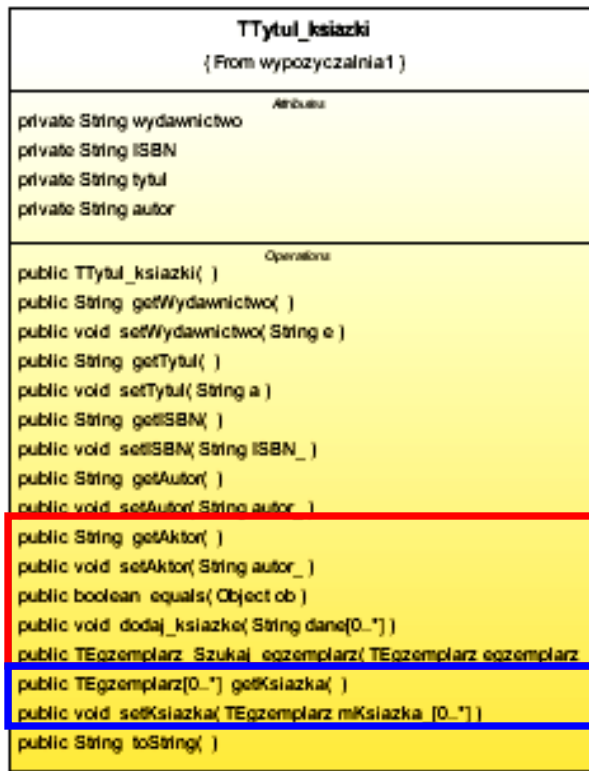 TTytul_ksiazki
{ From wypozyczalnia1 }
Attributes
private String wydawnictwo
private String ISBN
private String tytul
private String autor
Operations
public TTytul_ksiazki( )
public String getWydawnictwo( )
public void setWydawnictwo( String e )
public String getTytul( )
public void setTytul( String a )
public String getISBN( )
public void setISBN( String ISBN_ )
public String getAutor( )
public void setAutor( String autor_ )
public String getAktor( )
public void setAktor( String autor_ )
public boolean equals( Object ob )
public void dodaj_ksiazke( String dane[0..*] )
public TEgzemplarz Szukaj_egzemplarz( TEgzemplarz egzemplarz
public TEgzemplarz[0..*] getKsiazka( )
public void setKsiazka( TEgzemplarz mKsiazka [0..*] )
public String toString( )